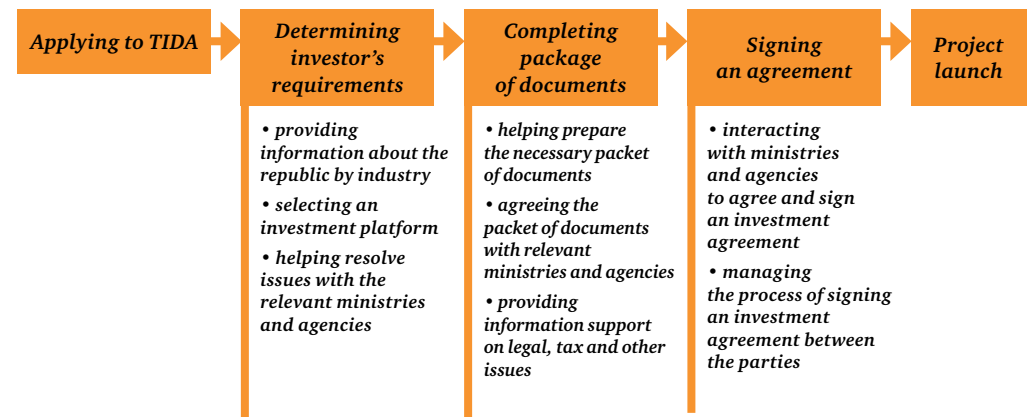 Applying to TIDA
Determining
investor's
requirements
• providing
information about the
republic by industry
• selecting an
investment platform
• helping resolve
issues with the
relevant ministries
and agencies
Completing
package
of documents
• helping prepare
the necessary packet
of documents
• agreeing the
packet of documents
with relevant
ministries and agencies
• providing
information support
on legal, tax and other
issues
Signing
an agreement
• interacting
with ministries
and agencies
to agree and sign
an investment
agreement
• managing
the process of signing
an investment
agreement between
the parties
Project
launch